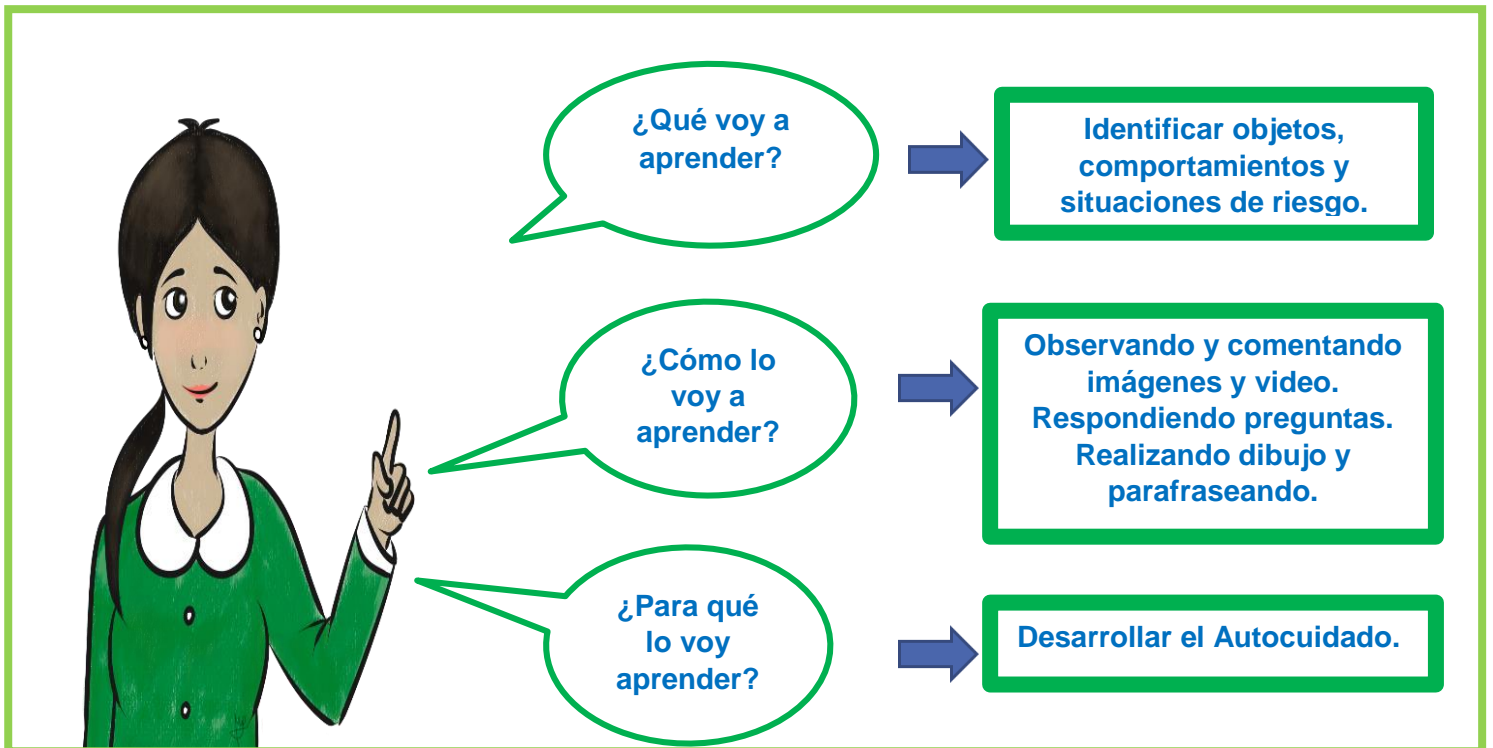 ¿Qué voy a
aprender?
Identificar objetos,
comportamientos y
situaciones de riesgo.
¿Cómo lo
voy a
aprender?
Observando y comentando
imágenes y video.
Respondiendo preguntas.
Realizando dibujo y
parafraseando.
¿Para qué
lo voy
aprender?
Desarrollar el Autocuidado.